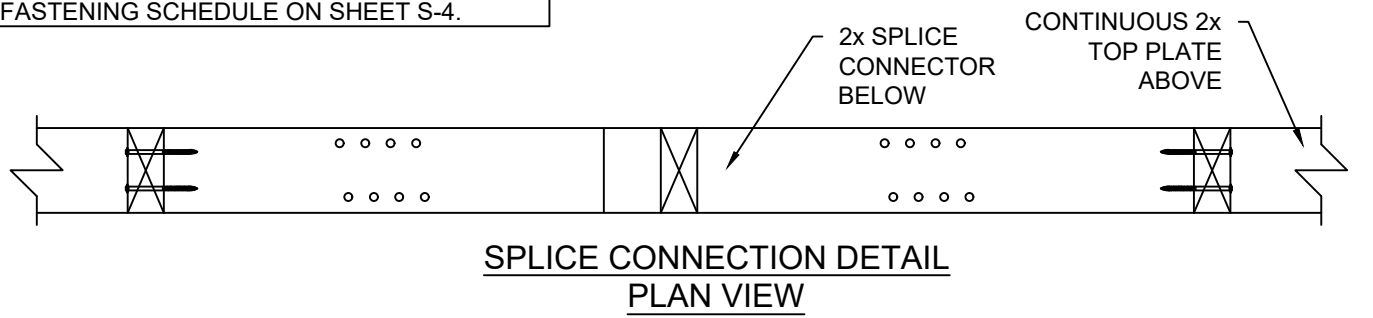 FASTENING SCHEDULE ON SHEET S-4.
2x SPLICE
CONNECTOR
BELOW
CONTINUOUS 2x
TOP PLATE
ABOVE
SPLICE CONNECTION DETAIL
PLAN VIEW